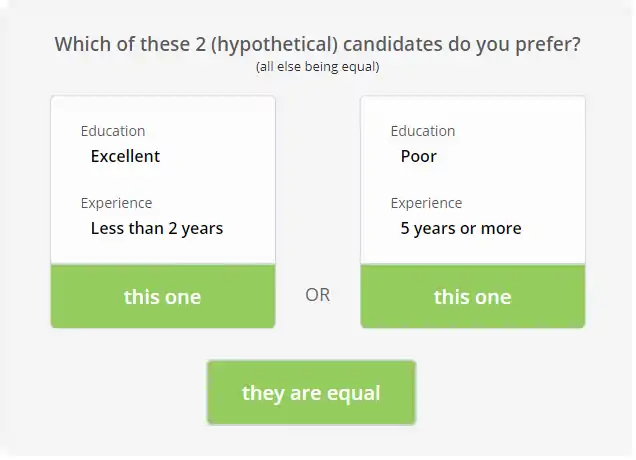 Which of these 2 (hypothetical) candidates do you prefer?
(all else being equal)
Education
Excellent
Experience
Less than 2 years
this one
OR
Education
Poor
Experience
5 years or more
this one
they are equal